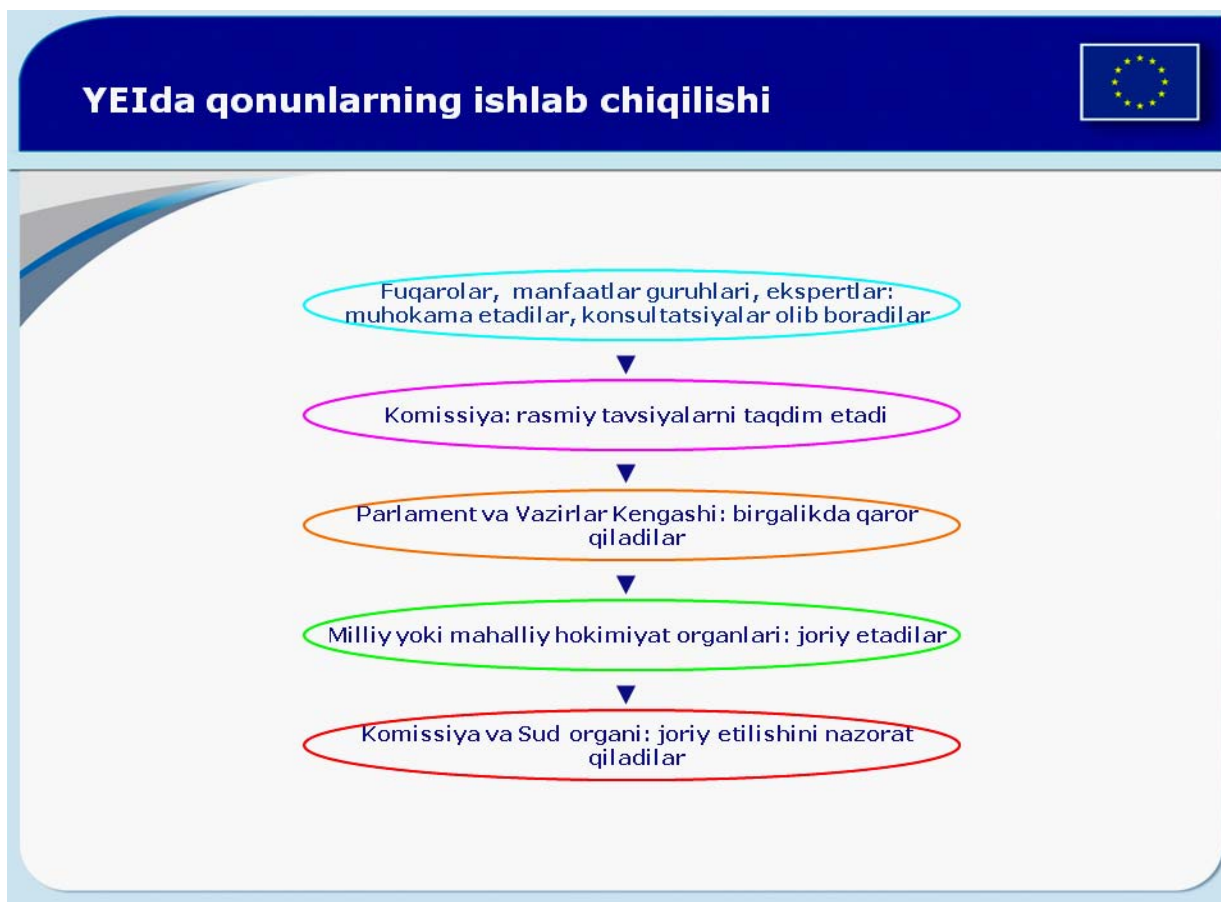 YEIda qonunlarning ishlab chiqilishi
Fuqarolar, manfaatlar guruhlari, ekspertlar:
muhokama etadilar, konsultatsiyalar olib boradilar
Komissiya: rasmiy tavsiyalarni taqdim etadi
Parlament va Vazirlar Kengashi: birgalikda qaror
qiladilar
Milliy yoki mahalliy hokimiyat organlari: joriy etadilar
Komissiya va Sud organi: joriy etilishini nazorat
qiladilar